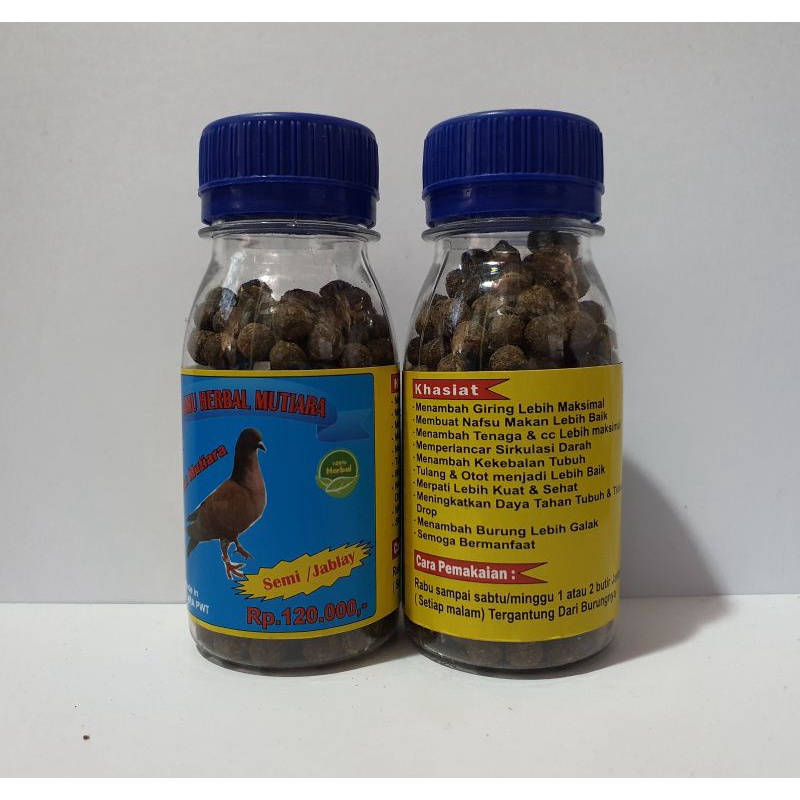 HERBAL MUTIARA
Mutiara
100%
Herbal
Semi /Jablay
Rp.120.000,-
in
PWT
Khasiat
·Menambah Giring Lebih Maksimal
·Membuat Nafsu Makan Lebih Baik
·Menambah Tenaga & cc Lebih maksimal
·Memperlancar Sirkulasi Darah
·Menambah Kekebalan Tubuh
·Tulang & Otot menjadi Lebih Baik
·Merpati Lebih Kuat & Sehat
·Meningkatkan Daya Tahan Tubuh &
Drop
·Menambah Burung Lebih Galak
·Semoga Bermanfaat
Cara Pemakaian :
Rabu sampai sabtu/minggu 1 atau 2 butir
( Setiap malam) Tergantung Dari Burungnya